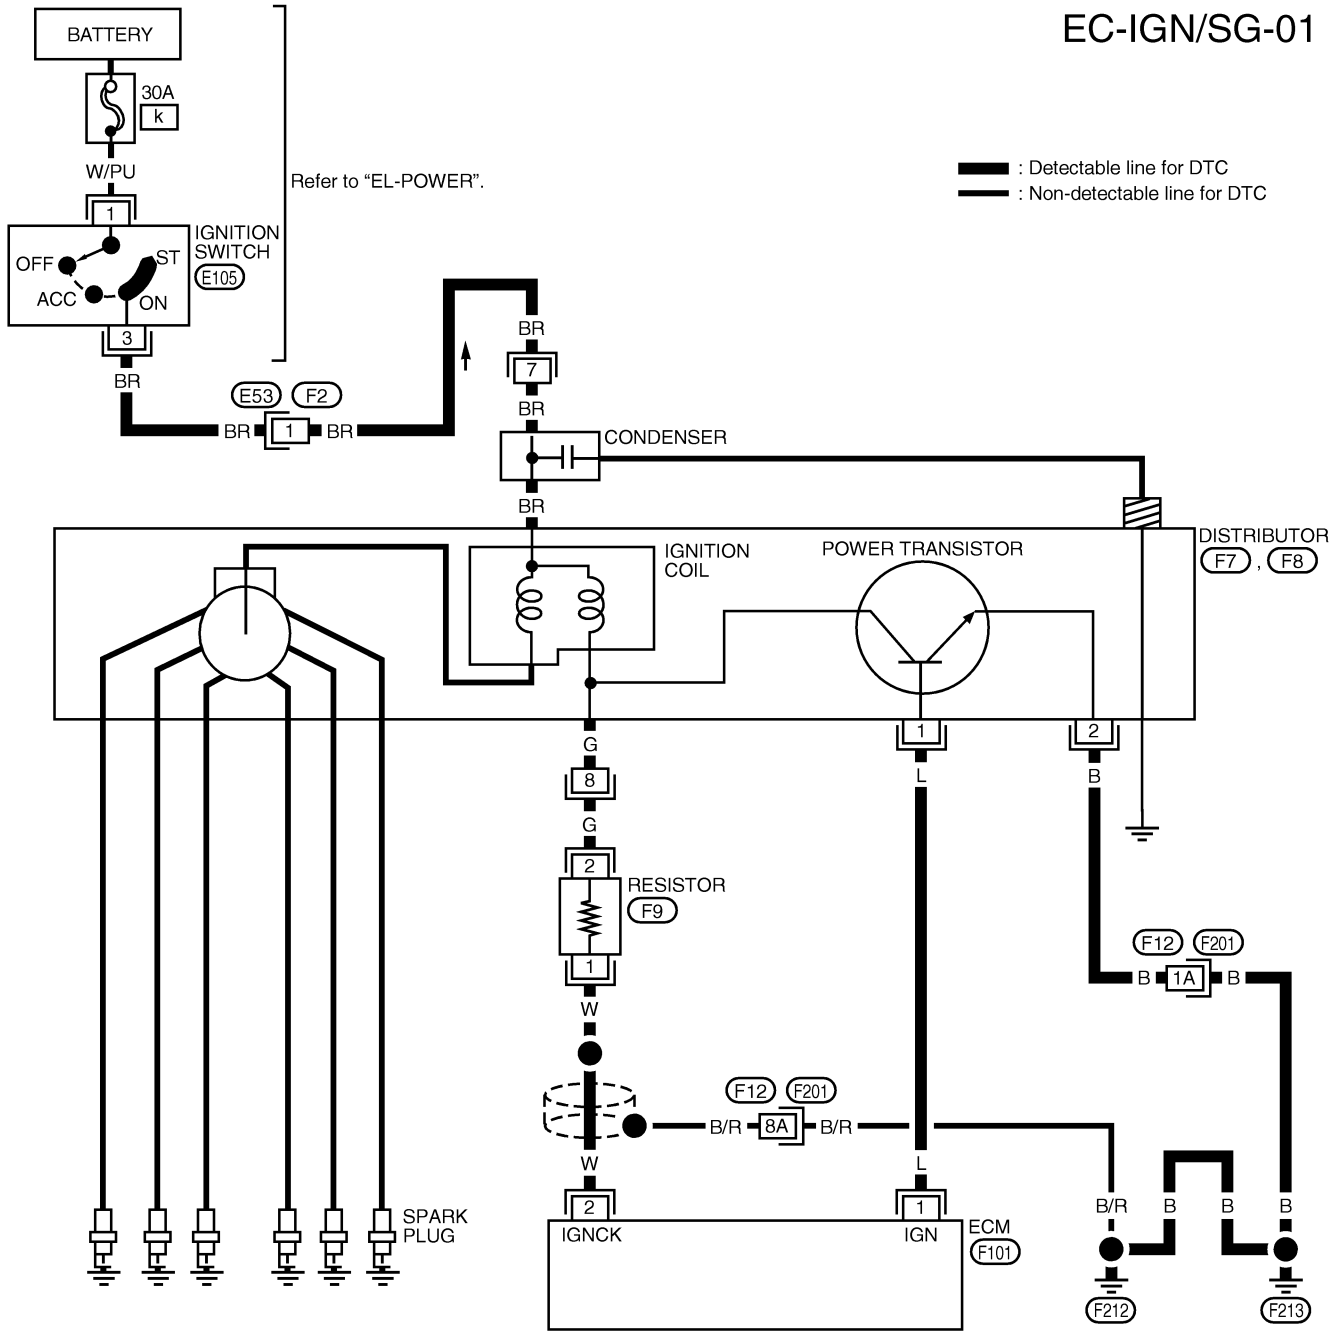 EC-IGN/SG-01
BATTERY
30A
k
W/PU
Refer to “EL-POWER”.
: Detectable line for DTC
: Non-detectable line for DTC
1
IGNITION
SWITCH
E105
OFF
ST
ACC
ON
3
BR
E53
F2
BR
1
BR
BR
7
BR
CONDENSER
BR
DISTRIBUTOR
F7 , F8
IGNITION
COIL
POWER TRANSISTOR
1
2
G
L
B
8
G
2
RESISTOR
F9
1
W
F12
F201
B
1A
B
F12
F201
B/R
8A
B/R
W
L
2
1
B/R
B
B
B
SPARK
PLUG
IGNCK
IGN
ECM
F101
F212
F213